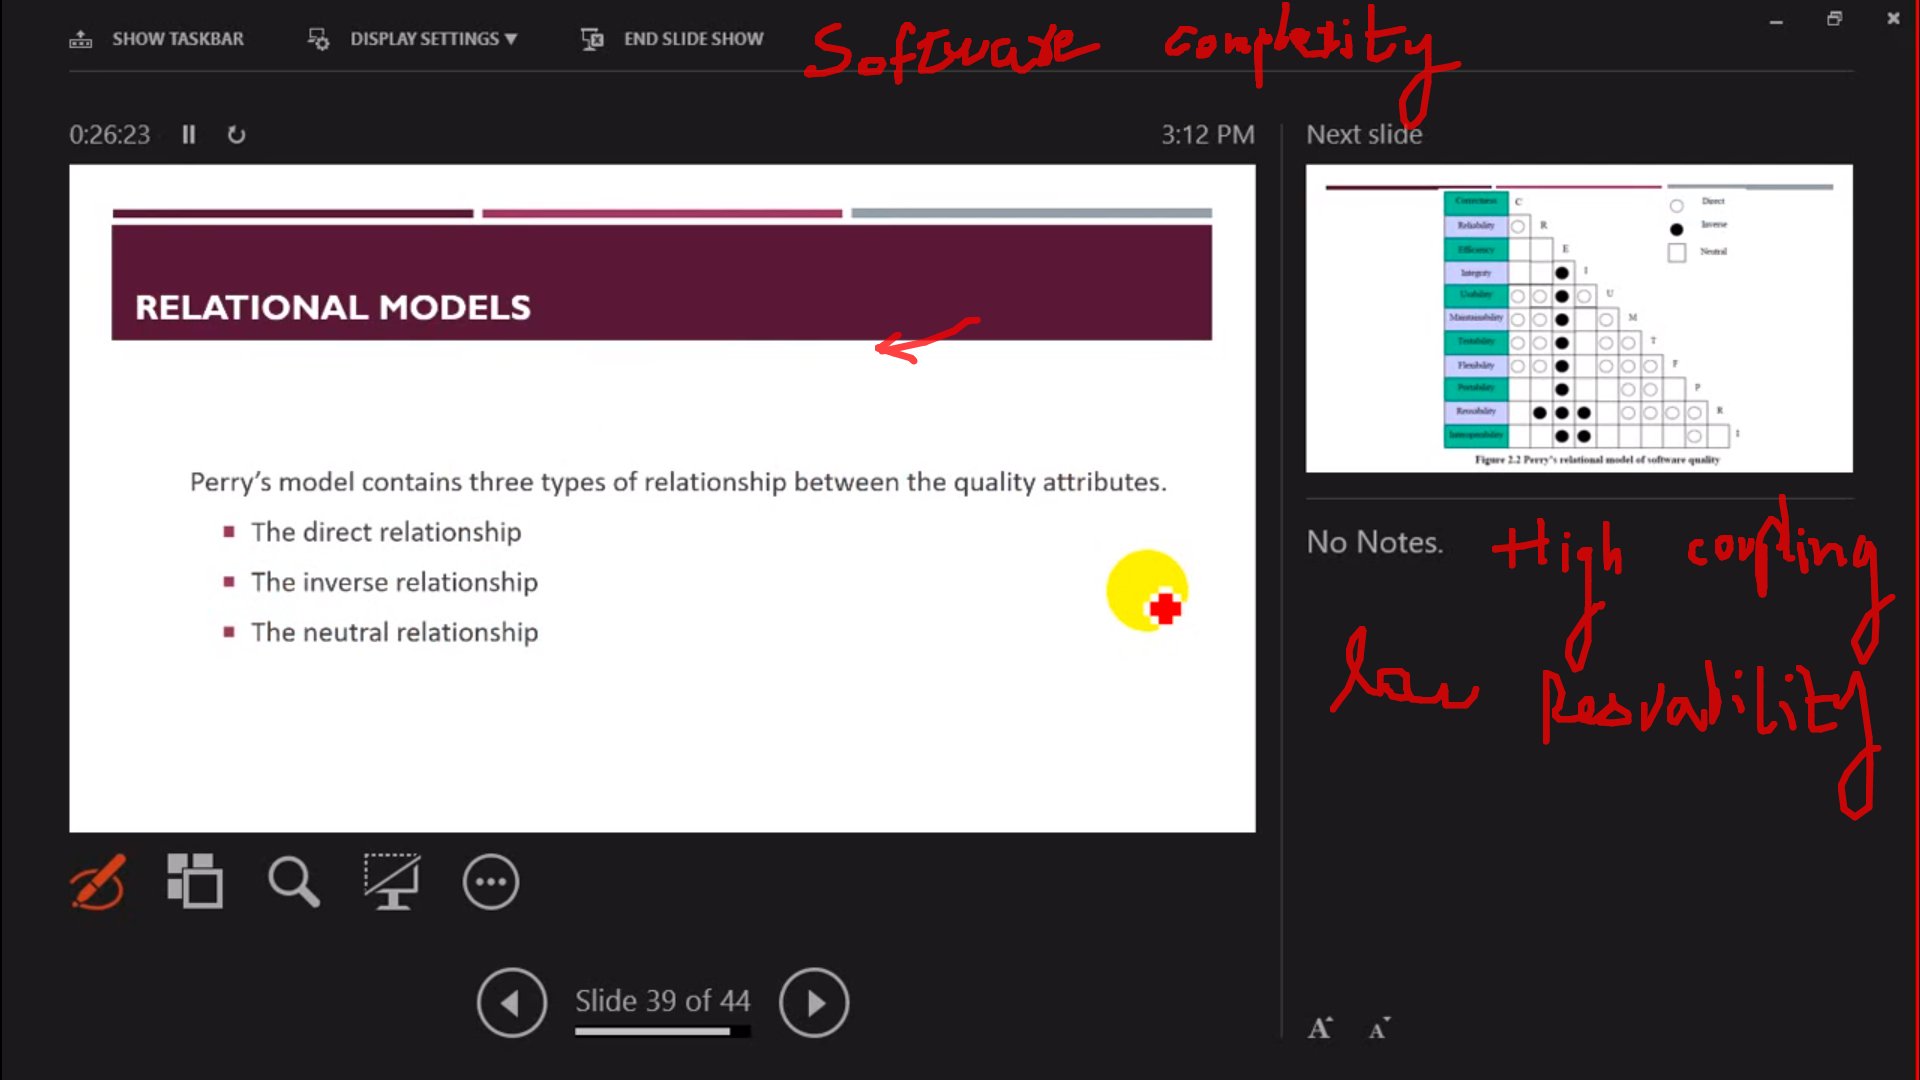 SHOW TASKBAR
DISPLAY SETTINGS ▼
END SLIDE SHOW
Software complexity
0:26:23
3:12 PM
Next slide
RELATIONAL MODELS
Perry's model contains three types of relationship between the quality attributes.
The direct relationship
The inverse relationship
The neutral relationship
Correctness C
Reliability R
Efficiency E
Integrity I
Usability U
Maintainability M
Testability T
Flexibility F
Portability P
Reusability R
Interoperability I
Direct
Inverse
Neutral
Figure 2.2 Perry's relational model of software quality
No Notes.
High coupling
low
Slide 39 of 44
A A